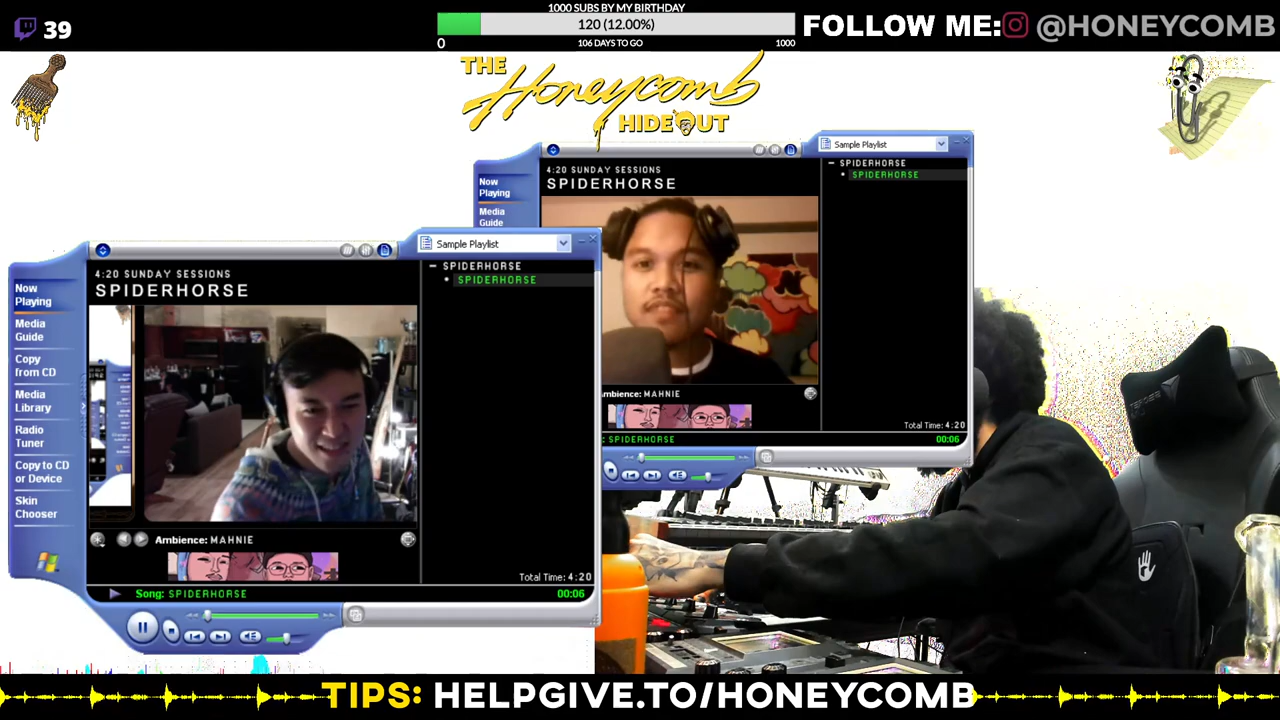 39
1000 SUBS BY MY BIRTHDAY
120 (12.00%)
0
106 DAYS TO GO
1000
FOLLOW ME: @HONEYCOMB
THE
Honeycomb
HIDEOUT
Sample Playlist
4:20 SUNDAY SESSIONS
SPIDERHORSE
SPIDERHORSE
SPIDERHORSE
Now
Playing
Media
Guide
mbience: MAHNIE
Total Time: 4:20
: SPIDERHORSE
00:06
Sample Playlist
4:20 SUNDAY SESSIONS
SPIDERHORSE
SPIDERHORSE
SPIDERHORSE
Now
Playing
Media
Guide
Copy
from CD
Media
Library
Radio
Tuner
Copy to CD
or Device
Skin
Chooser
Ambience: MAHNIE
Total Time: 4:20
Song: SPIDERHORSE
00:06
TIPS: HELPGIVE.TO/HONEYCOMB